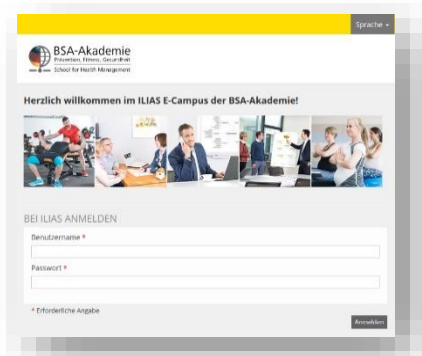 Sprache
BSA-Akademie
Prävention, Fitness, Gesundheit
School for Health Management
Herzlich willkommen im ILIAS E-Campus der BSA-Akademie!
BEI ILIAS ANMELDEN
Benutzername *
Passwort *
* Erforderliche Angabe
Anmelden